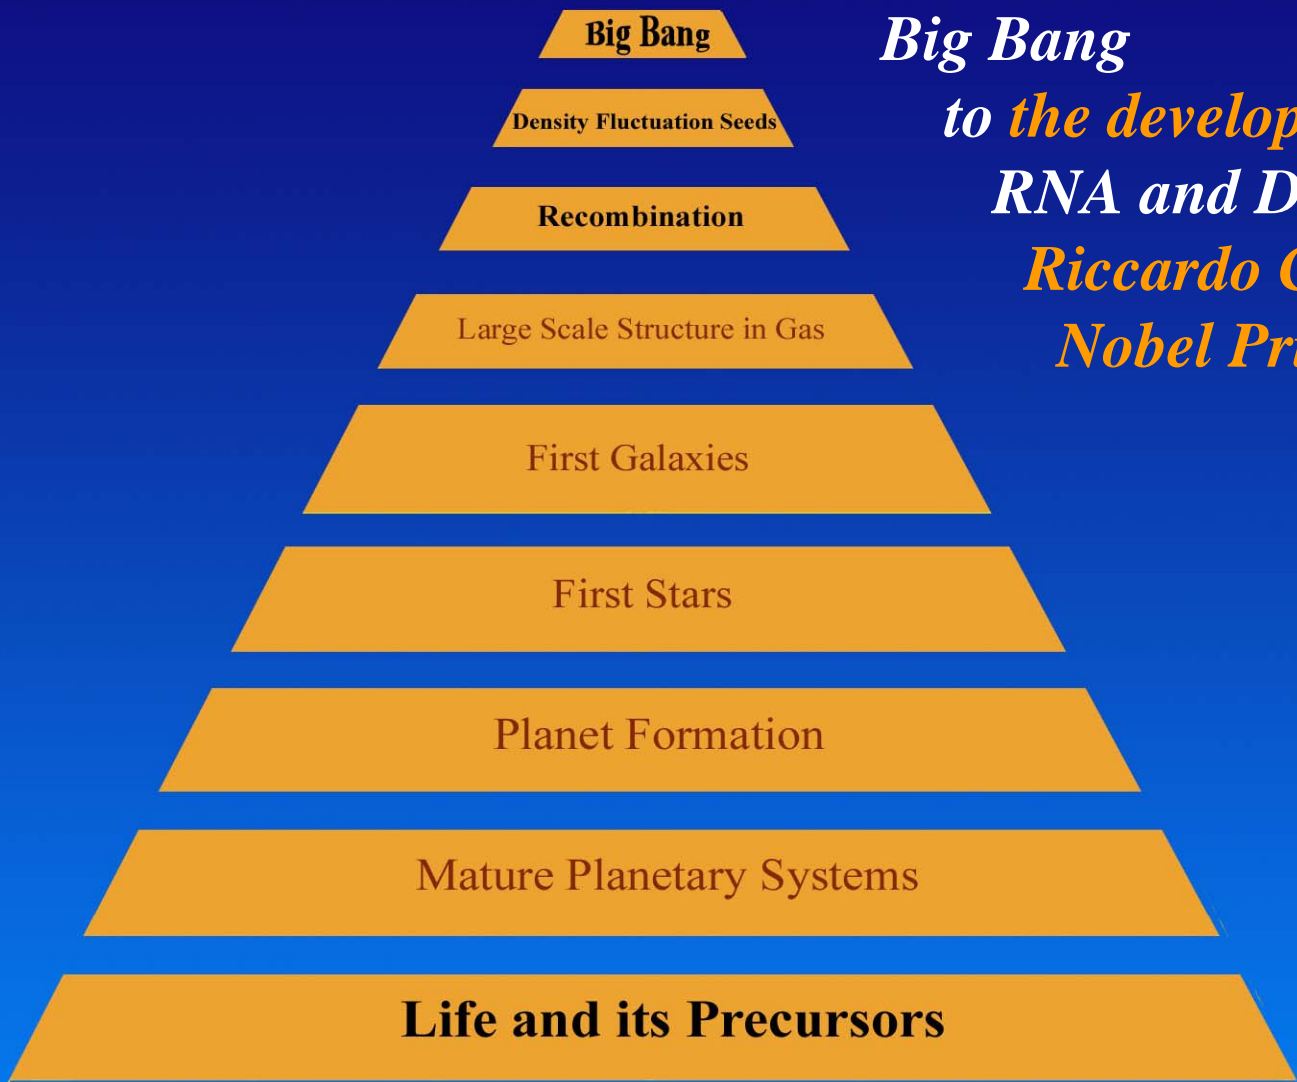 Big Bang
Density Fluctuation Seeds
Recombination
Large Scale Structure in Gas
First Galaxies
First Stars
Planet Formation
Mature Planetary Systems
Life and its Precursors
Big Bang
to the
RNA and
Riccardo
Nobel